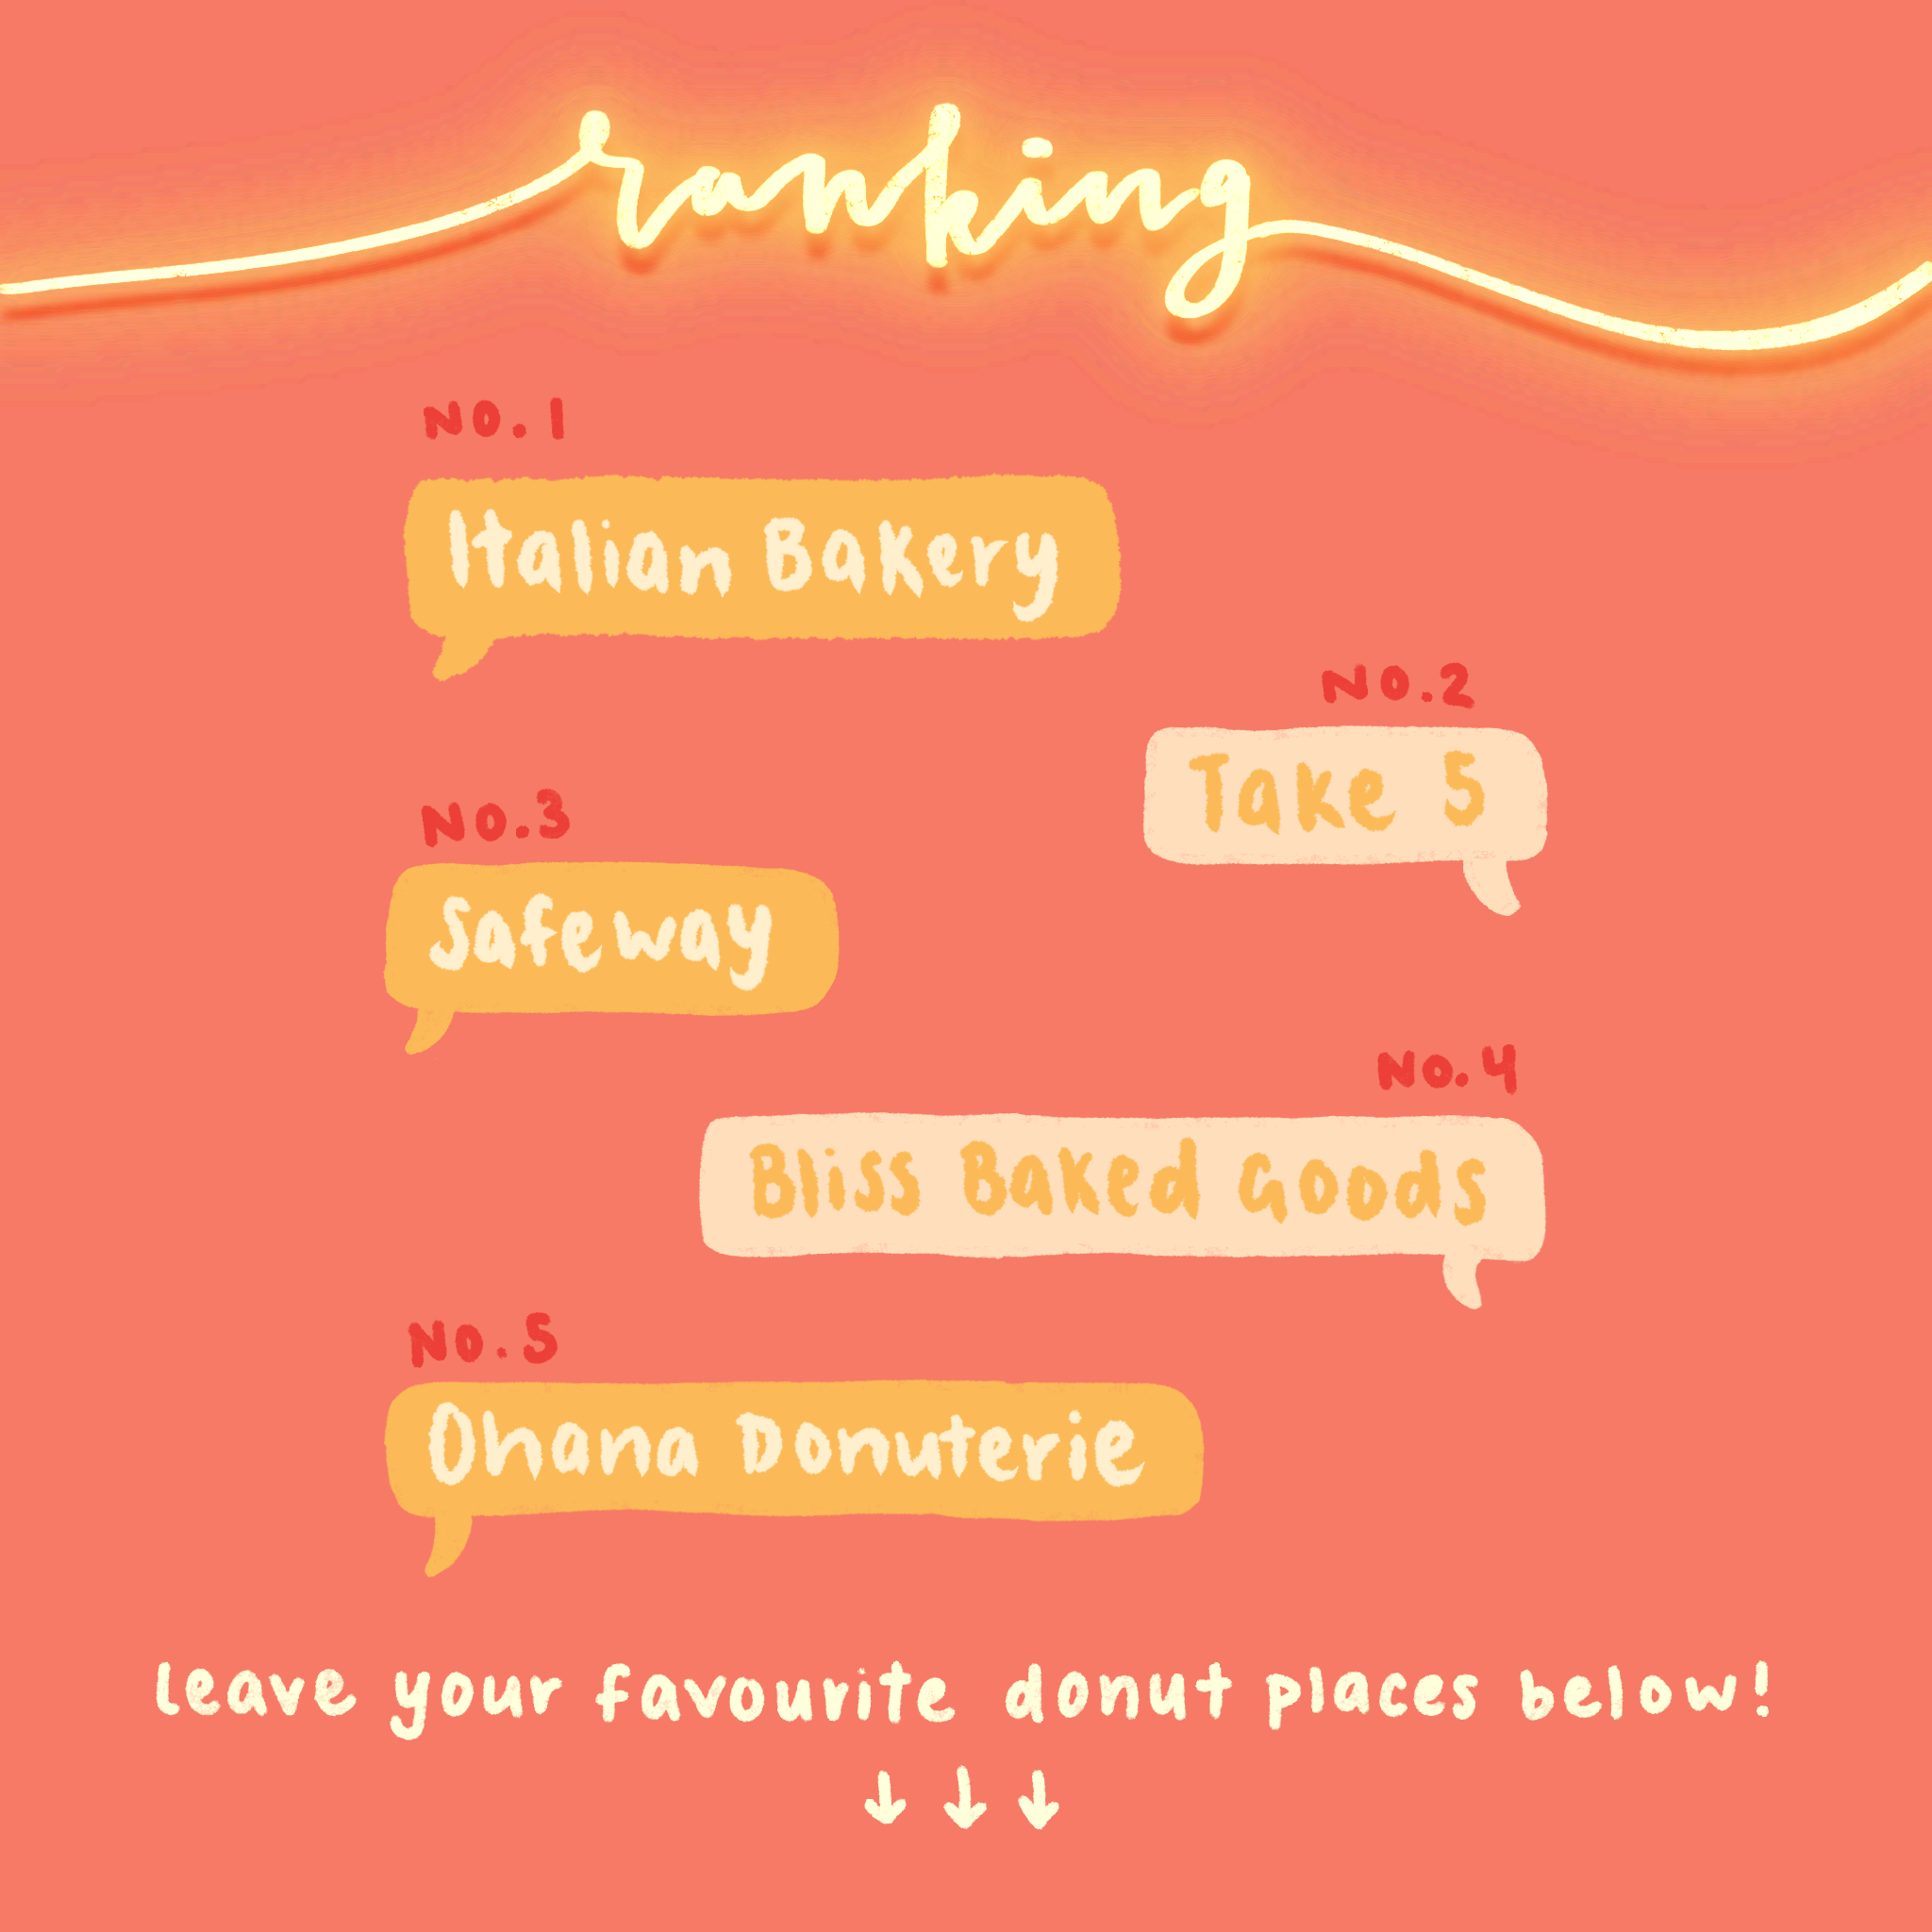 ranking
NO. 1
Italian Bakery
NO.2
Take 5
NO.3
Safeway
NO.4
Bliss Baked Goods
NO.5
Ohana Donuterie
leave your favourite donut places below!
↓ ↓ ↓